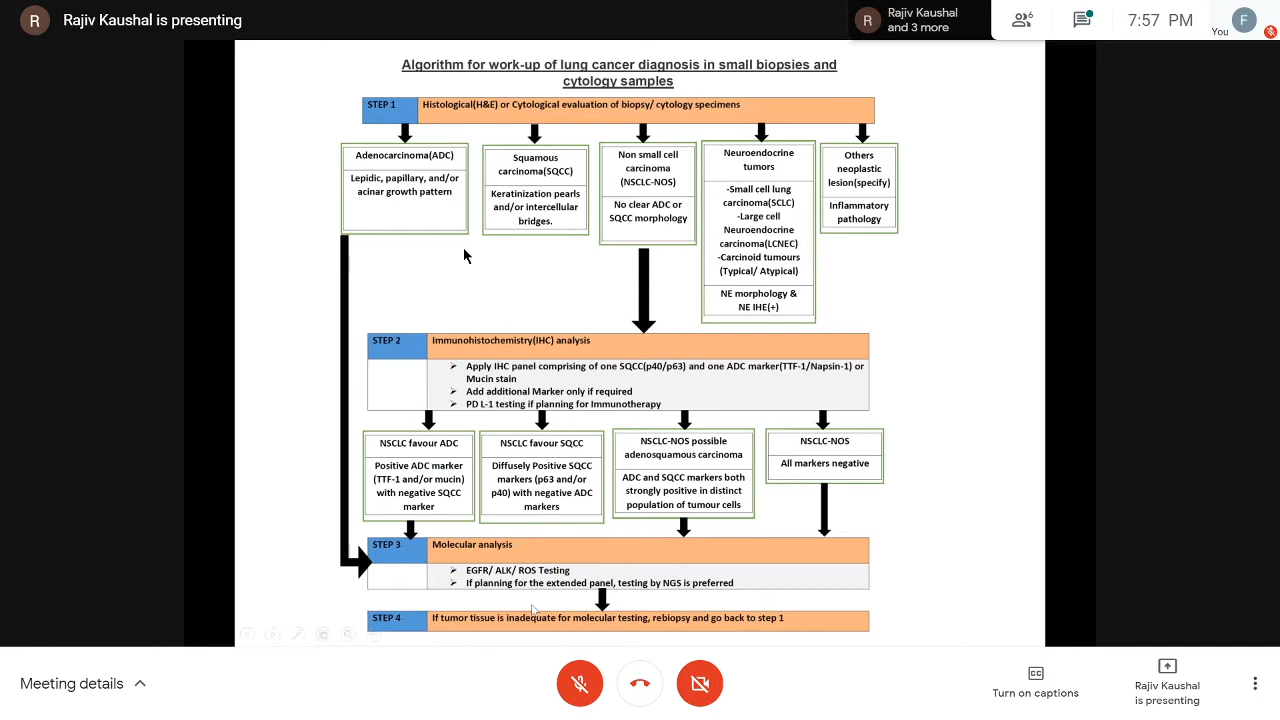 R
Rajiv Kaushal is presenting
R
Rajiv Kaushal
and 3 more
6
7:57 PM
You
F
Algorithm for work-up of lung cancer diagnosis in small biopsies and
cytology samples
STEP 1
Histological(H&E) or Cytological evaluation of biopsy/ cytology specimens
Adenocarcinoma(ADC)
Lepidic, papillary, and/or
acinar growth pattern
Squamous
carcinoma(SQCC)
Keratinization pearls
and/or intercellular
bridges.
Non small cell
carcinoma
(NSCLC-NOS)
No clear ADC or
SQCC morphology
Neuroendocrine
tumors
-Small cell lung
carcinoma(SCLC)
-Large cell
Neuroendocrine
carcinoma(LCNEC)
-Carcinoid tumours
(Typical/ Atypical)
NE morphology &
NE IHE(+)
Others
neoplastic
lesion(specify)
Inflammatory
pathology
STEP 2
Immunohistochemistry(IHC) analysis
Apply IHC panel comprising of one SQCC(p40/p63) and one ADC marker(TTF-1/Napsin-1) or
Mucin stain
Add additional Marker only if required
PD L-1 testing if planning for Immunotherapy
NSCLC favour ADC
Positive ADC marker
(TTF-1 and/or mucin)
with negative SQCC
marker
NSCLC favour SQCC
Diffusely Positive SQCC
markers (p63 and/or
p40) with negative ADC
markers
NSCLC-NOS possible
adenosquamous carcinoma
ADC and SQCC markers both
strongly positive in distinct
population of tumour cells
NSCLC-NOS
All markers negative
STEP 3
Molecular analysis
EGFR/ ALK/ ROS Testing
If planning for the extended panel, testing by NGS is preferred
STEP 4
If tumor tissue is inadequate for molecular testing, rebiopsy and go back to step 1
Meeting details
CC
Turn on captions
Rajiv Kaushal
is presenting